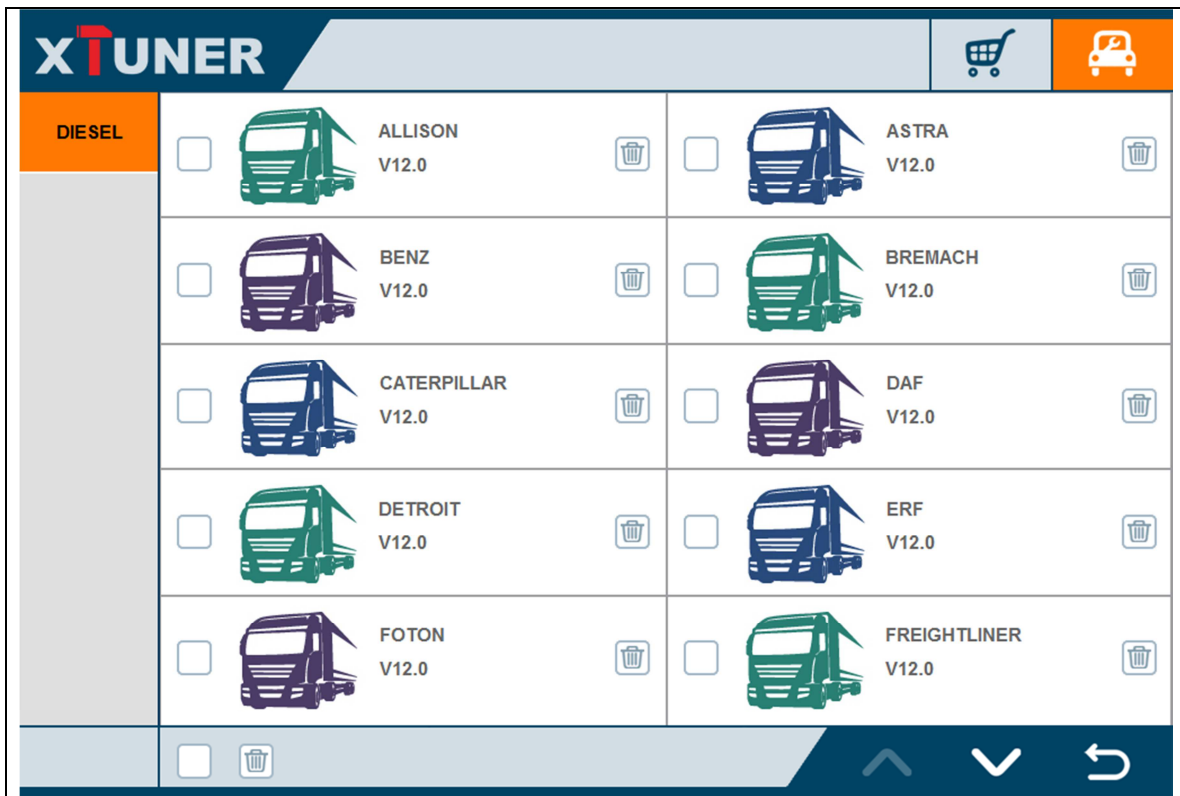 XTUNER
DIESEL
ALLISON
V12.0
ASTRA
V12.0
BENZ
V12.0
BREMACH
V12.0
CATERPILLAR
V12.0
DAF
V12.0
DETROIT
V12.0
ERF
V12.0
FOTON
V12.0
FREIGHTLINER
V12.0